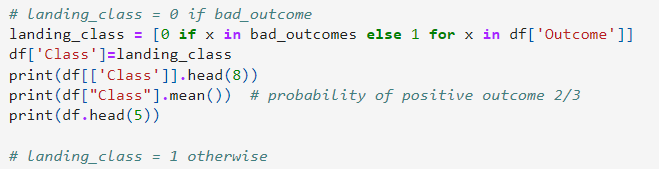 # landing_class = 0 if bad_outcome
landing_class = [0 if x in bad_outcomes else 1 for x in df['Outcome']]
df['Class']=landing_class
print(df[['Class']].head(8))
print(df["Class"].mean())  # probability of positive outcome 2/3
print(df.head(5))
# landing_class = 1 otherwise